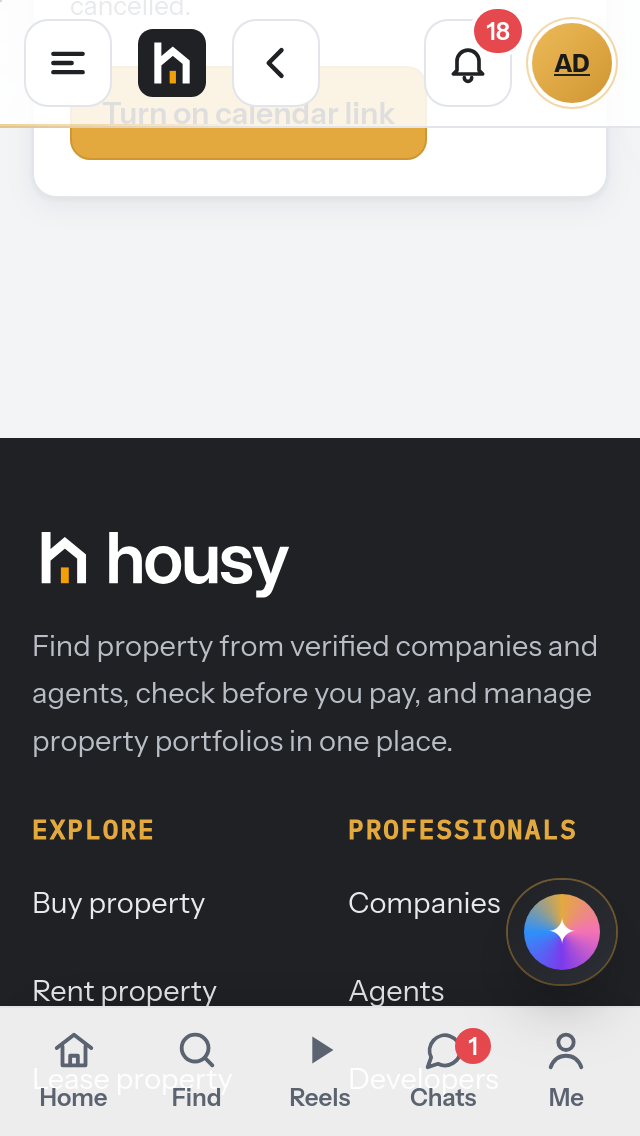 cancelled.
18
AD
Turn on calendar link
housy
Find property from verified companies and
agents, check before you pay, and manage
property portfolios in one place.
EXPLORE
PROFESSIONALS
Buy property
Companies
Rent property
Agents
Lease property
Developers
1
Home
Find
Reels
Chats
Me